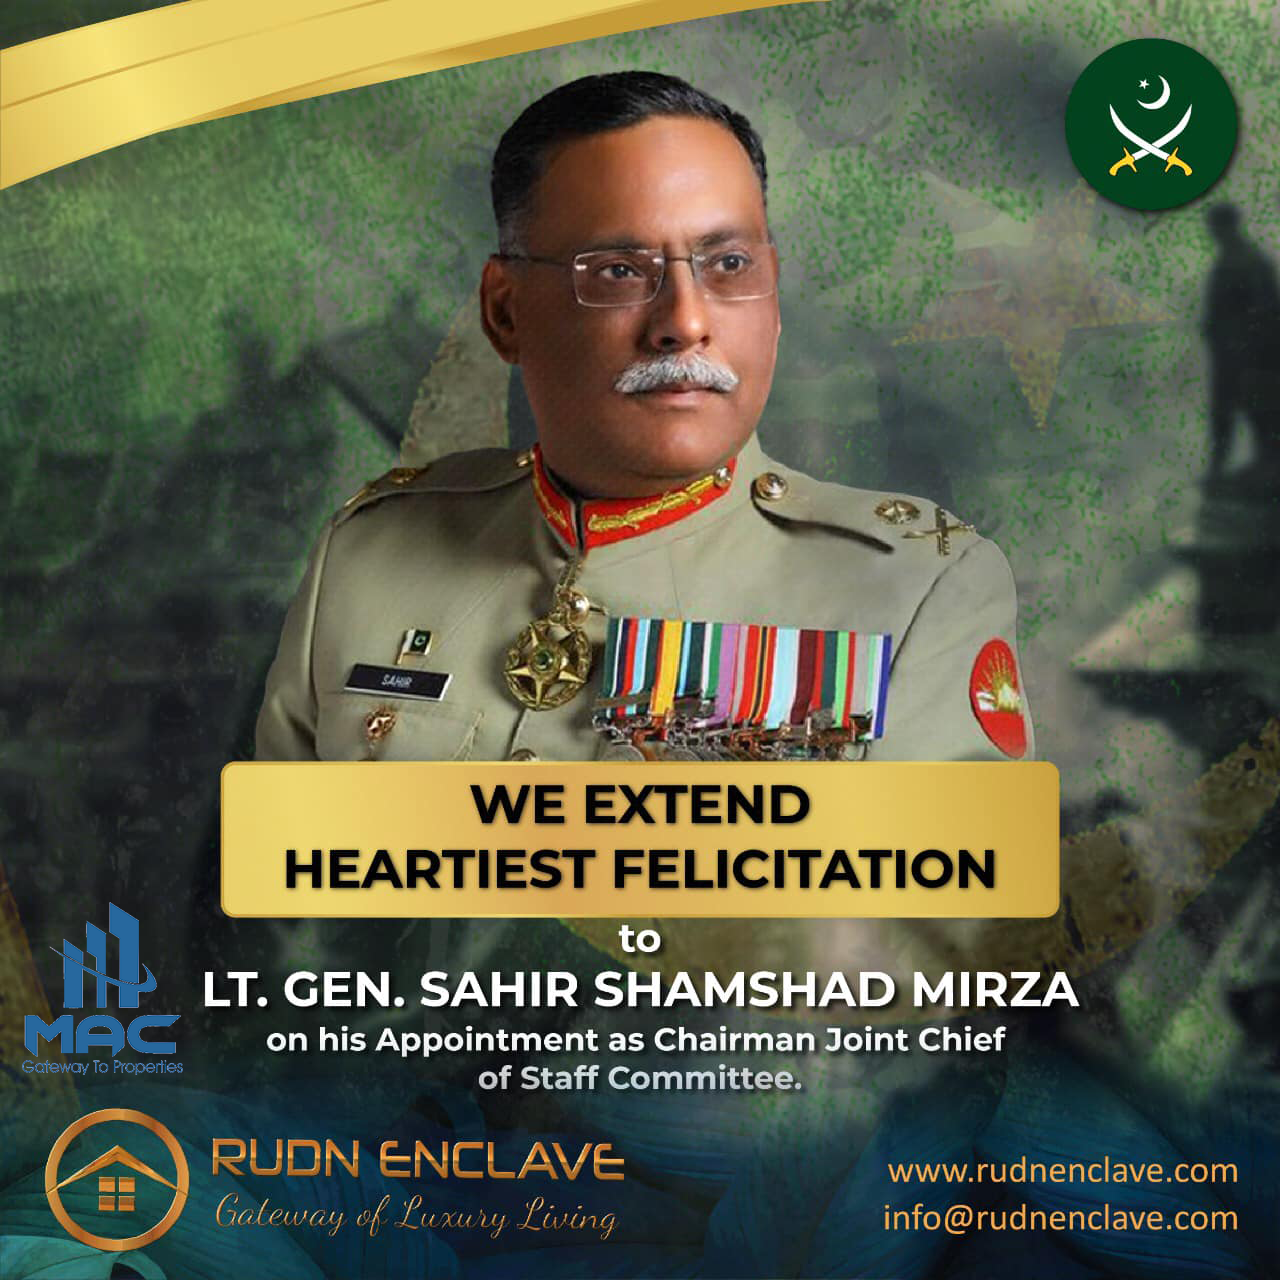 SAHIR
WE EXTEND
HEARTIEST FELICITATION
to
LT. GEN. SAHIR SHAMSHAD MIRZA
on his Appointment as Chairman Joint Chief
of Staff Committee.
MAC
Gateway To Properties
RUDN ENCLAVE
Gateway of Luxury Living
www.rudnenclave.com
info@rudnenclave.com